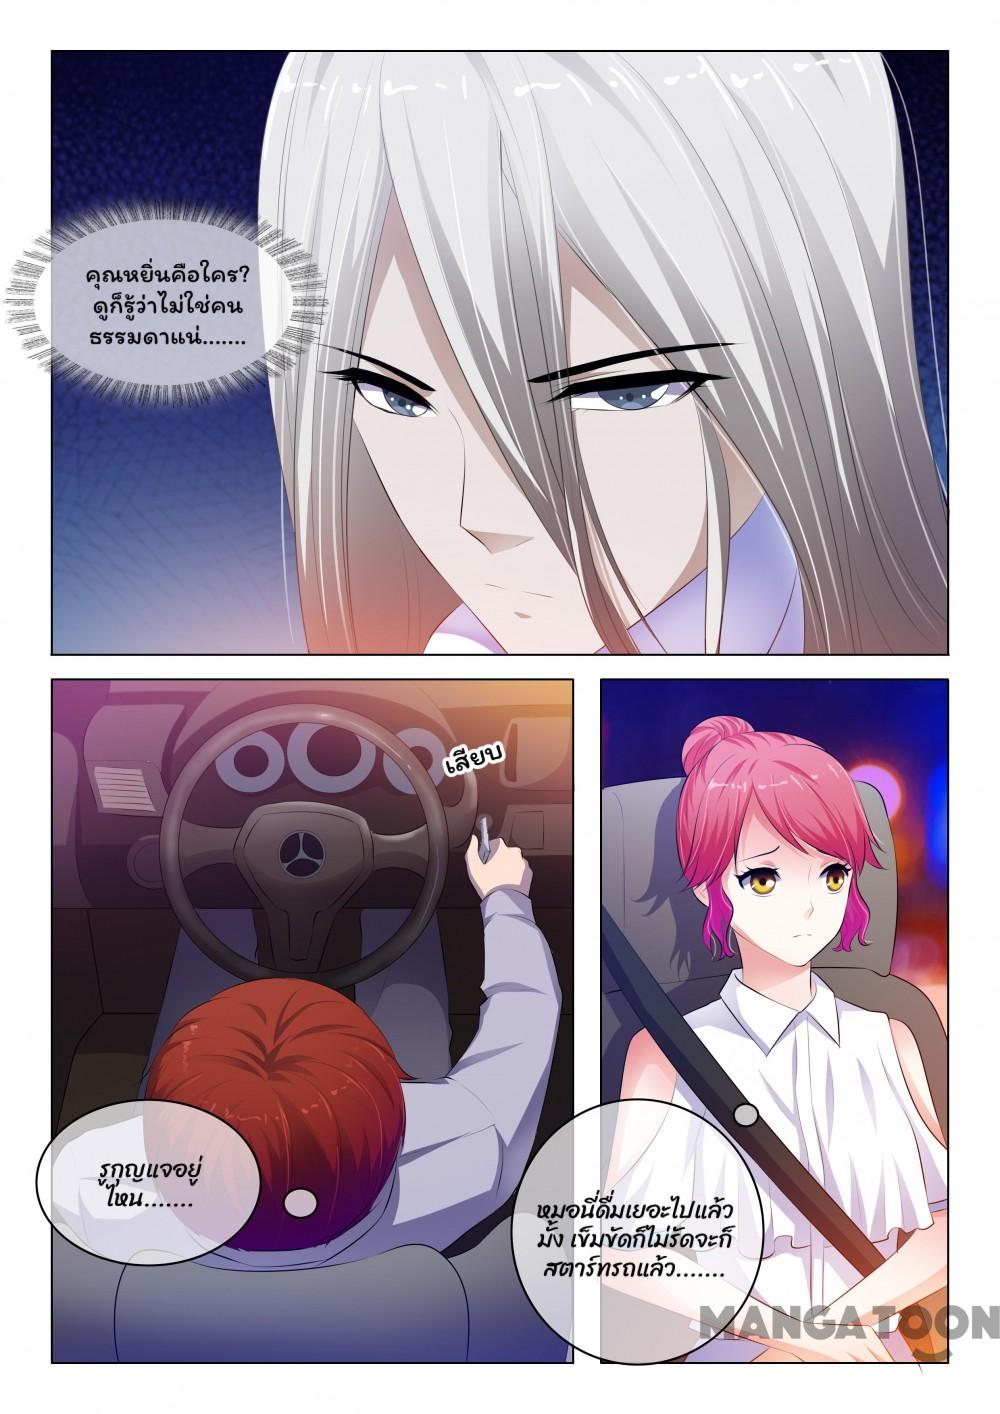 คุณหยิ่นคือใคร?
ดูก็รู้ว่าไม่ใช่คน
ธรรมดาแน่.......
เสียบ
รูกุญแจอยู่
ไหน.......
หมอนี่ดื่มเยอะไปแล้ว
มั้ง เข็มขัดก็ไม่รัดจะก็
สตาร์ทรถแล้ว.......
MANGATOON